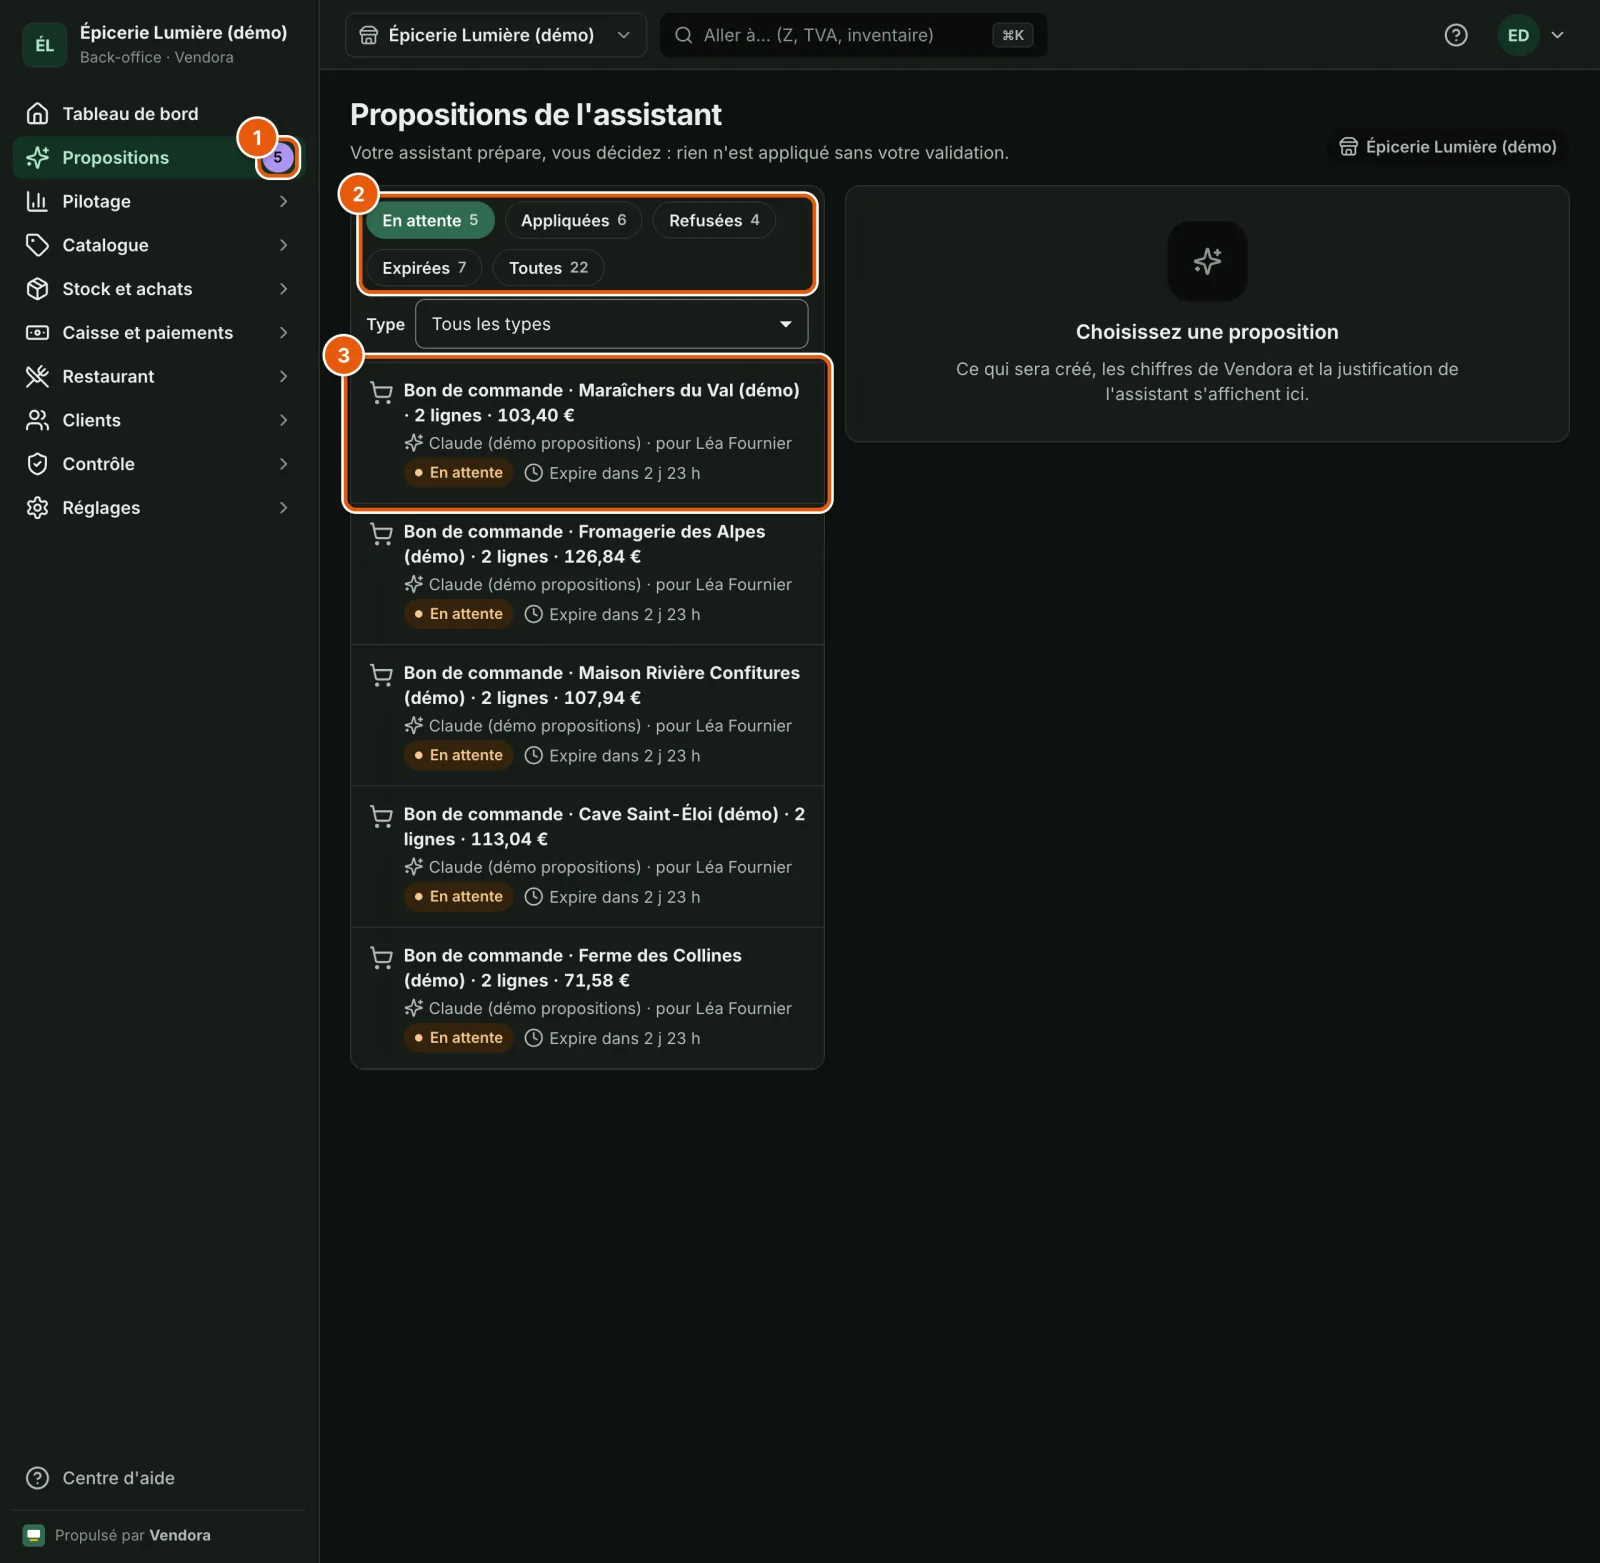 ÉL
Épicerie Lumière (démo)
Back-office · Vendora
Tableau de bord
Propositions
1
5
Pilotage
Catalogue
Stock et achats
Caisse et paiements
Restaurant
Clients
Contrôle
Réglages
Centre d'aide
Propulsé par Vendora
Épicerie Lumière (démo)
Aller à... (Z, TVA, inventaire)
⌘K
ED
Propositions de l'assistant
Votre assistant prépare, vous décidez : rien n'est appliqué sans votre validation.
Épicerie Lumière (démo)
2
En attente 5
Appliquées 6
Refusées 4
Expirées 7
Toutes 22
Type
Tous les types
3
Bon de commande · Maraîchers du Val (démo)
· 2 lignes · 103,40 €
Claude (démo propositions) · pour Léa Fournier
En attente
Expire dans 2 j 23 h
Bon de commande · Fromagerie des Alpes
(démo) · 2 lignes · 126,84 €
Claude (démo propositions) · pour Léa Fournier
En attente
Expire dans 2 j 23 h
Bon de commande · Maison Rivière Confitures
(démo) · 2 lignes · 107,94 €
Claude (démo propositions) · pour Léa Fournier
En attente
Expire dans 2 j 23 h
Bon de commande · Cave Saint-Éloi (démo) · 2
lignes · 113,04 €
Claude (démo propositions) · pour Léa Fournier
En attente
Expire dans 2 j 23 h
Bon de commande · Ferme des Collines
(démo) · 2 lignes · 71,58 €
Claude (démo propositions) · pour Léa Fournier
En attente
Expire dans 2 j 23 h
Choisissez une proposition
Ce qui sera créé, les chiffres de Vendora et la justification de
l'assistant s'affichent ici.